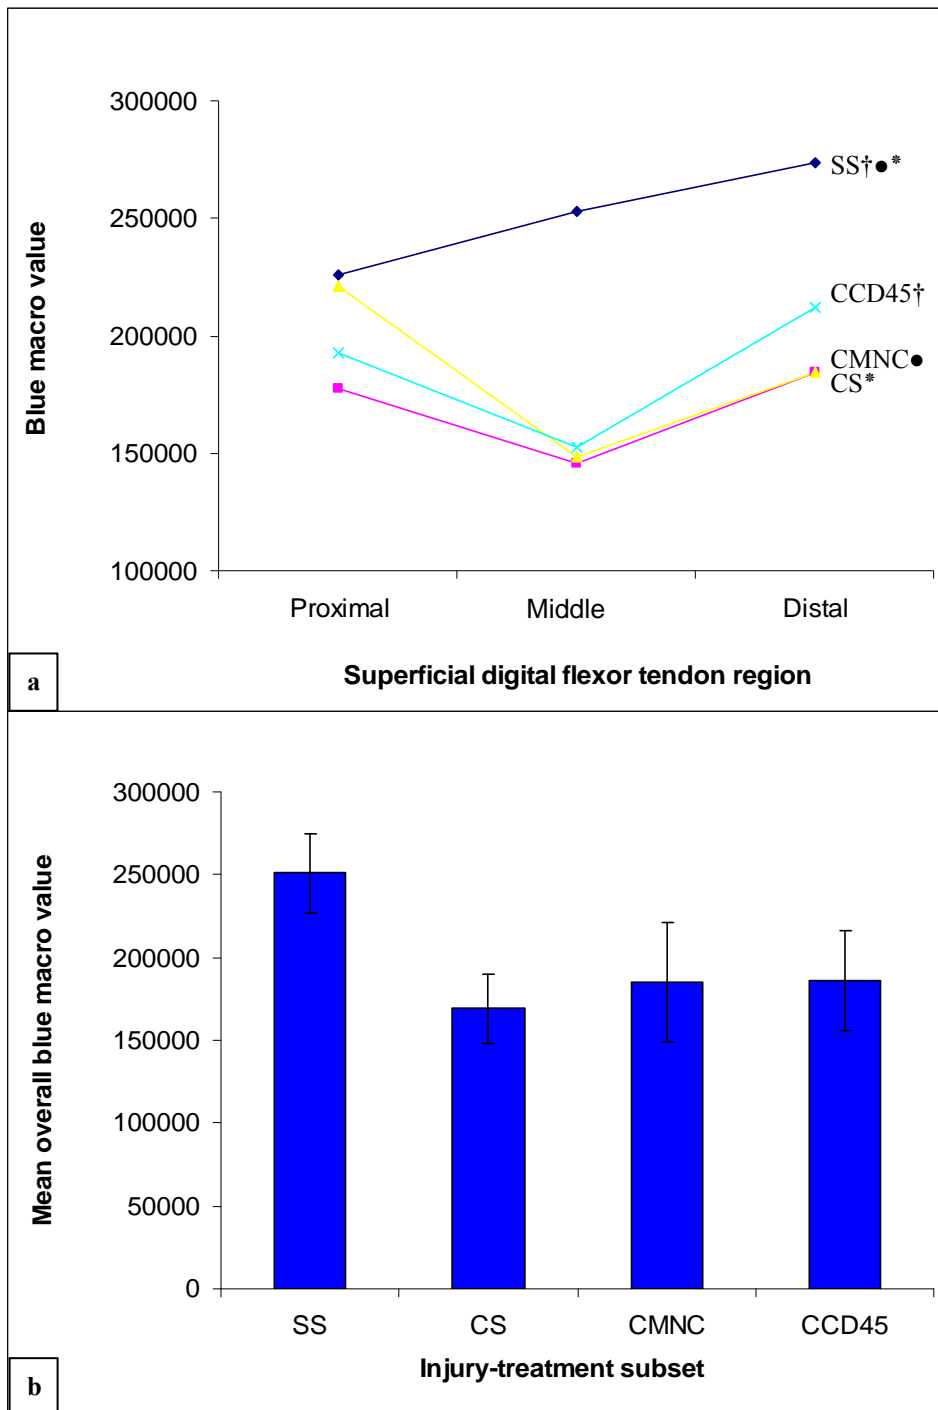 300000
250000
200000
150000
100000
Blue macro value
SS†●*
CCD45†
CMNC●
CS*
Proximal Middle Distal
Superficial digital flexor tendon region
a
300000
250000
200000
150000
100000
50000
0
Mean overall blue macro value
SS CS CMNC CCD45
Injury-treatment subset
b